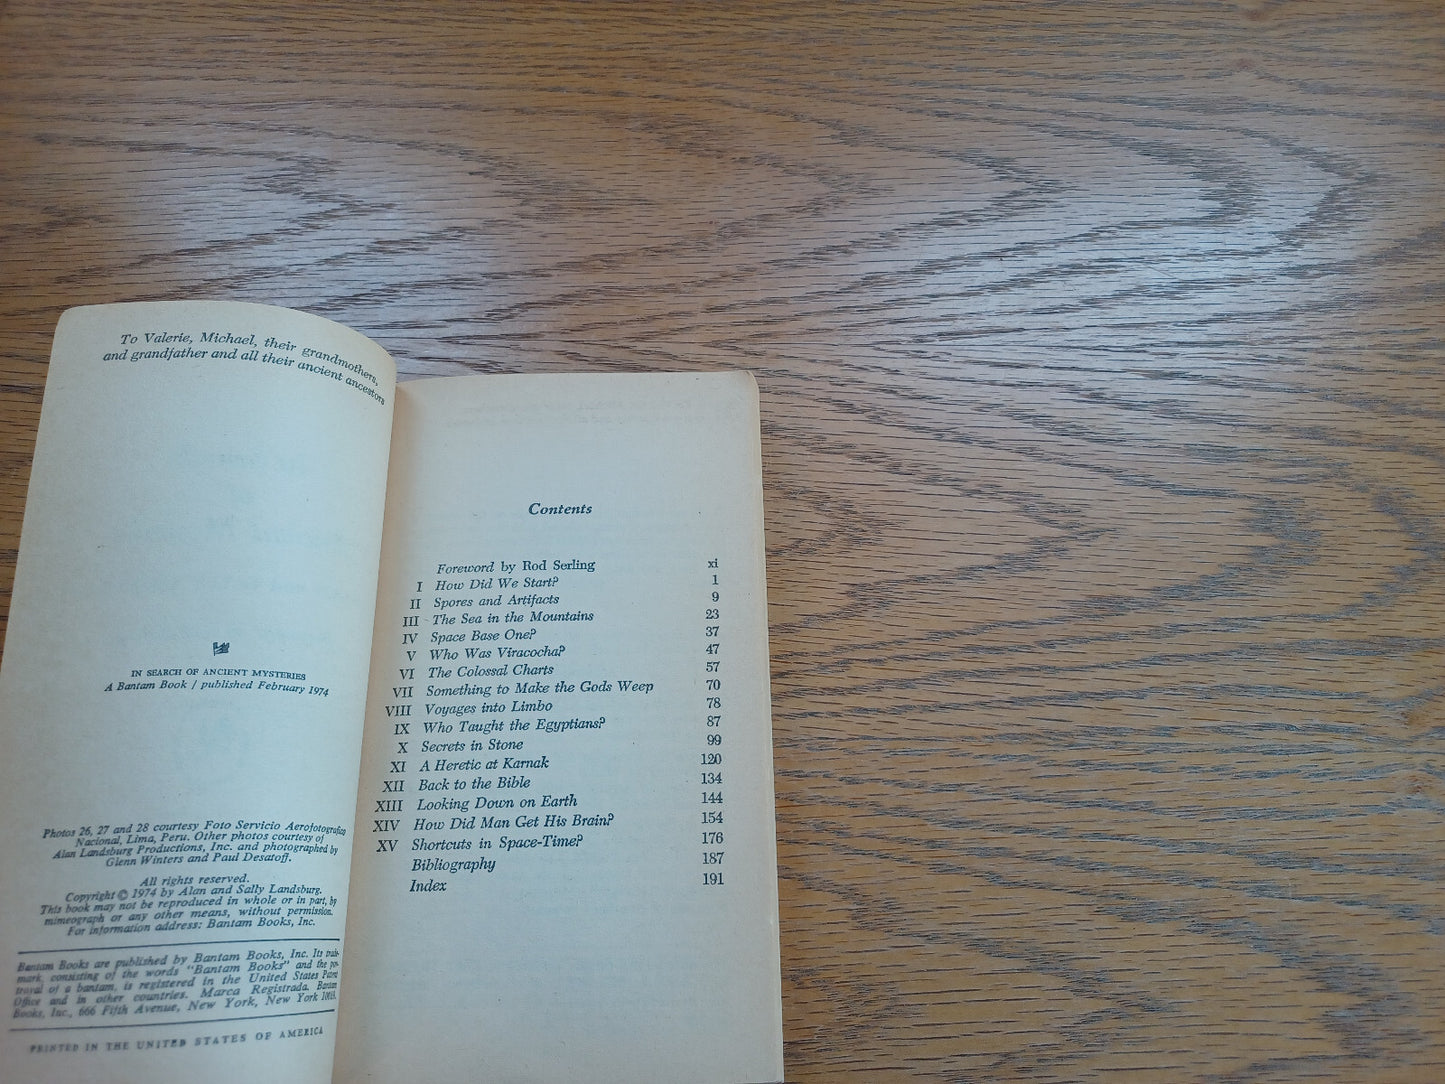 To Valerie, Michael, their grandmothers,
and grandfather and all their ancient ancestors
IN SEARCH OF ANCIENT MYSTERIES
A Bantam Book / published February 1974
Photos 26, 27 and 28 courtesy Foto Servicio Aerofotografico
Nacional, Lima, Peru. Other photos courtesy of
Alan Landsburg Productions, Inc. and photographed by
Glenn Winters and Paul Desatoff.
All rights reserved.
Copyright © 1974 by Alan and Sally Landsburg.
This book may not be reproduced in whole or in part, by
mimeograph or any other means, without permission.
For information address: Bantam Books, Inc.
Bantam Books are published by Bantam Books, Inc. Its trade-
mark, consisting of the words "Bantam Books" and the por-
trayal of a bantam, is registered in the United States Patent
Office and in other countries. Marca Registrada. Bantam
Books, Inc., 666 Fifth Avenue, New York, New York 10019.
PRINTED IN THE UNITED STATES OF AMERICA
Contents
Foreword by Rod Serling xi
I How Did We Start? 1
II Spores and Artifacts 9
III The Sea in the Mountains 23
IV Space Base One? 37
V Who Was Viracocha? 47
VI The Colossal Charts 57
VII Something to Make the Gods Weep 70
VIII Voyages into Limbo 78
IX Who Taught the Egyptians? 87
X Secrets in Stone 99
XI A Heretic at Karnak 120
XII Back to the Bible 134
XIII Looking Down on Earth 144
XIV How Did Man Get His Brain? 154
XV Shortcuts in Space-Time? 176
Bibliography 187
Index 191